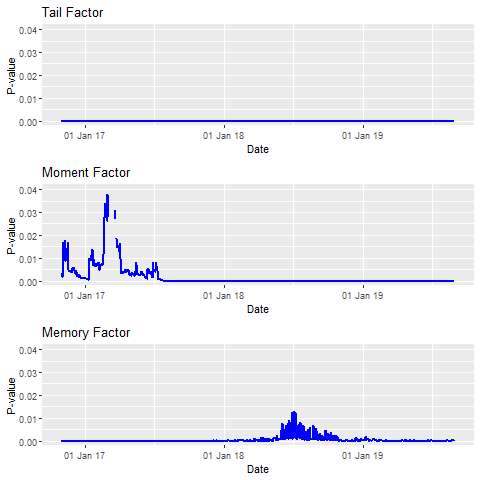 Tail Factor
P-value
0.04
0.03
0.02
0.01
0.00
01 Jan 17 01 Jan 18 01 Jan 19
Date
Moment Factor
P-value
0.04
0.03
0.02
0.01
0.00
01 Jan 17 01 Jan 18 01 Jan 19
Date
Memory Factor
P-value
0.04
0.03
0.02
0.01
0.00
01 Jan 17 01 Jan 18 01 Jan 19
Date